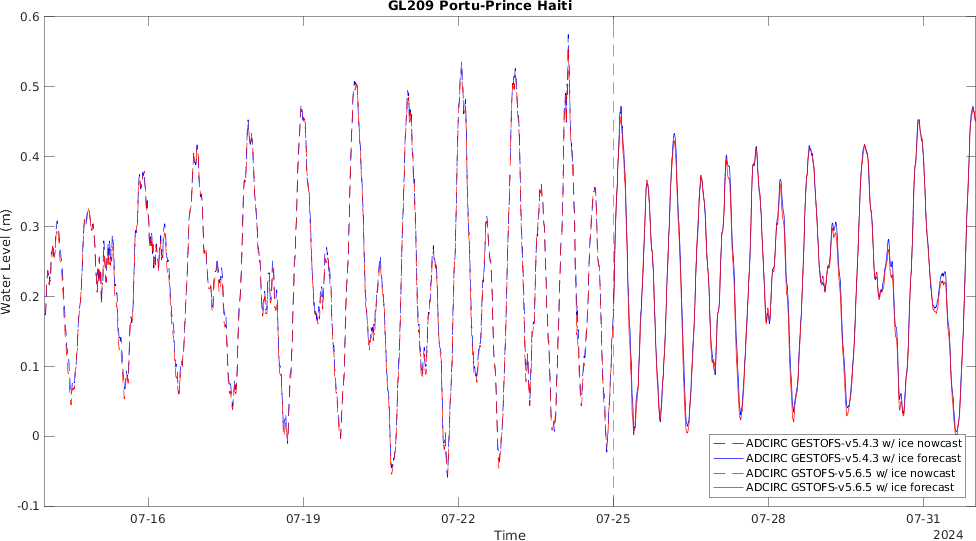 GL209 Portu-Prince Haiti
0.6
0.5
0.4
0.3
0.2
0.1
0
-0.1
Water Level (m)
ADCIRC GESTOFS-v5.4.3 w/ ice nowcast
ADCIRC GESTOFS-v5.4.3 w/ ice forecast
ADCIRC GSTOFS-v5.6.5 w/ ice nowcast
ADCIRC GSTOFS-v5.6.5 w/ ice forecast
07-16 07-19 07-22 07-25 07-28 07-31
Time
2024